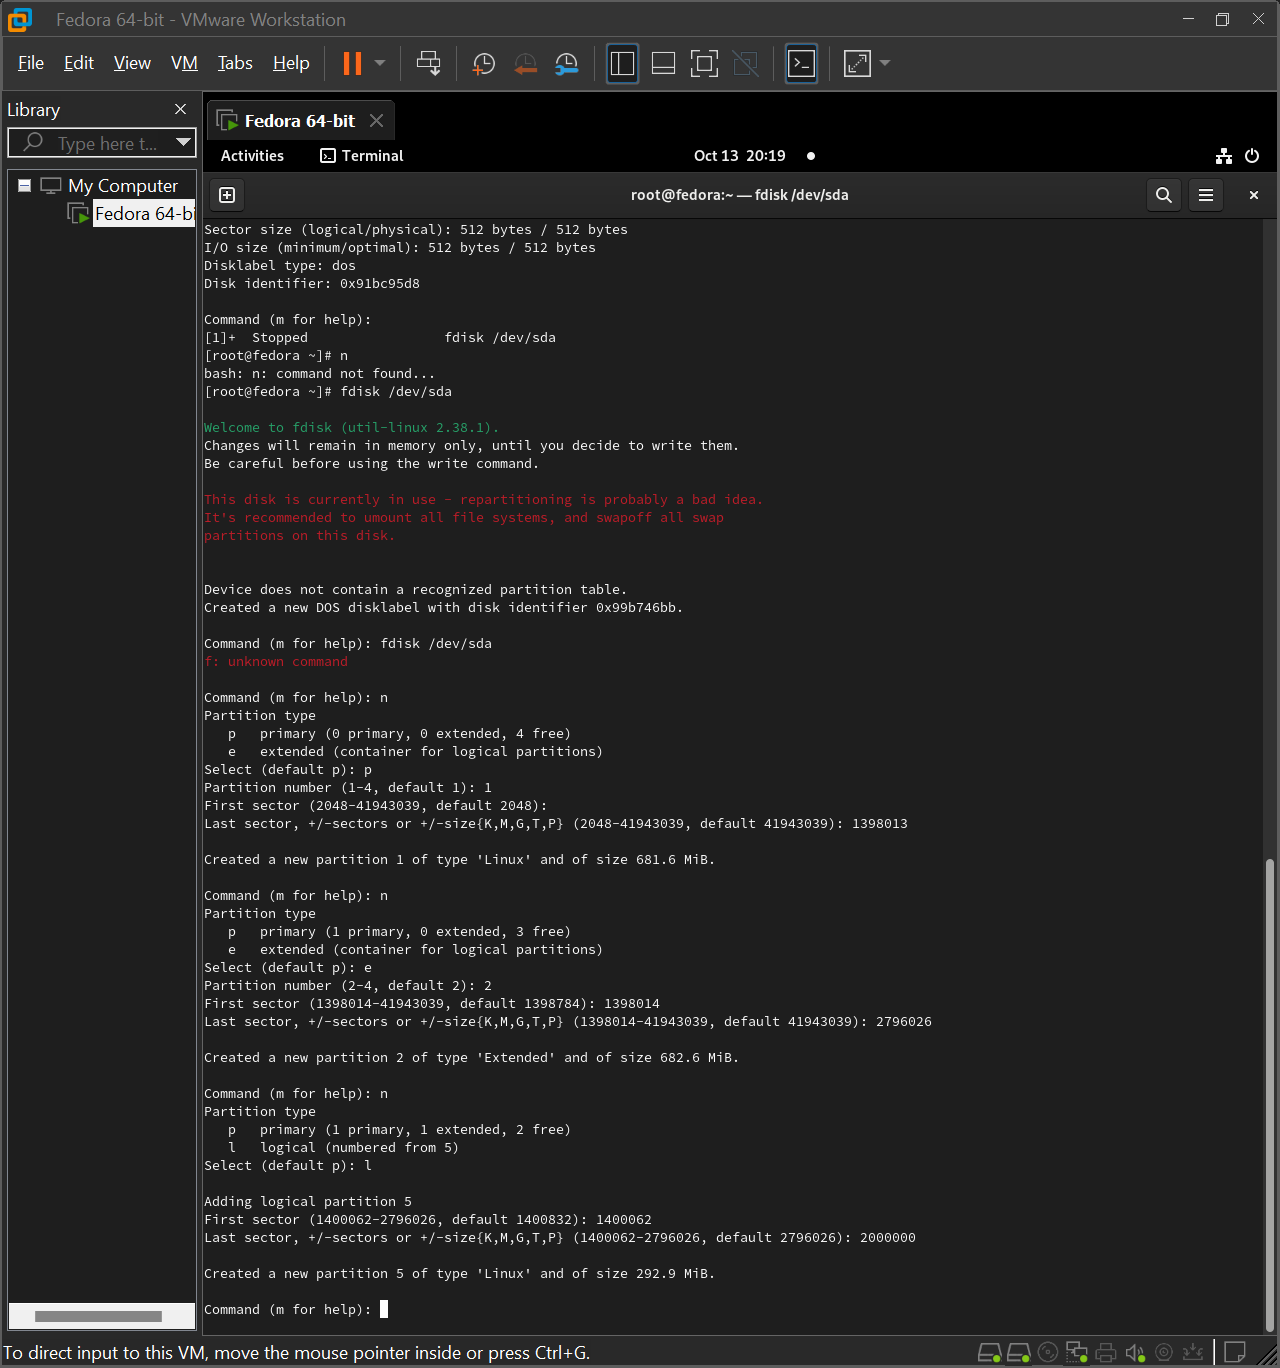 Fedora 64-bit - VMware Workstation
File Edit View VM Tabs Help
Library
Type here t...
My Computer
Fedora 64-bi
Fedora 64-bit
Activities Terminal Oct 13 20:19
root@fedora:~ — fdisk /dev/sda
Sector size (logical/physical): 512 bytes / 512 bytes
I/O size (minimum/optimal): 512 bytes / 512 bytes
Disklabel type: dos
Disk identifier: 0x91bc95d8
Command (m for help):
[1]+  Stopped                 fdisk /dev/sda
[root@fedora ~]# n
bash: n: command not found...
[root@fedora ~]# fdisk /dev/sda
Welcome to fdisk (util-linux 2.38.1).
Changes will remain in memory only, until you decide to write them.
Be careful before using the write command.
This disk is currently in use - repartitioning is probably a bad idea.
It's recommended to umount all file systems, and swapoff all swap
partitions on this disk.
Device does not contain a recognized partition table.
Created a new DOS disklabel with disk identifier 0x99b746bb.
Command (m for help): fdisk /dev/sda
f: unknown command
Command (m for help): n
Partition type
   p   primary (0 primary, 0 extended, 4 free)
   e   extended (container for logical partitions)
Select (default p): p
Partition number (1-4, default 1): 1
First sector (2048-41943039, default 2048):
Last sector, +/-sectors or +/-size{K,M,G,T,P} (2048-41943039, default 41943039): 1398013
Created a new partition 1 of type 'Linux' and of size 681.6 MiB.
Command (m for help): n
Partition type
   p   primary (1 primary, 0 extended, 3 free)
   e   extended (container for logical partitions)
Select (default p): e
Partition number (2-4, default 2): 2
First sector (1398014-41943039, default 1398784): 1398014
Last sector, +/-sectors or +/-size{K,M,G,T,P} (1398014-41943039, default 41943039): 2796026
Created a new partition 2 of type 'Extended' and of size 682.6 MiB.
Command (m for help): n
Partition type
   p   primary (1 primary, 1 extended, 2 free)
   l   logical (numbered from 5)
Select (default p): l
Adding logical partition 5
First sector (1400062-2796026, default 1400832): 1400062
Last sector, +/-sectors or +/-size{K,M,G,T,P} (1400062-2796026, default 2796026): 2000000
Created a new partition 5 of type 'Linux' and of size 292.9 MiB.
Command (m for help):
To direct input to this VM, move the mouse pointer inside or press Ctrl+G.